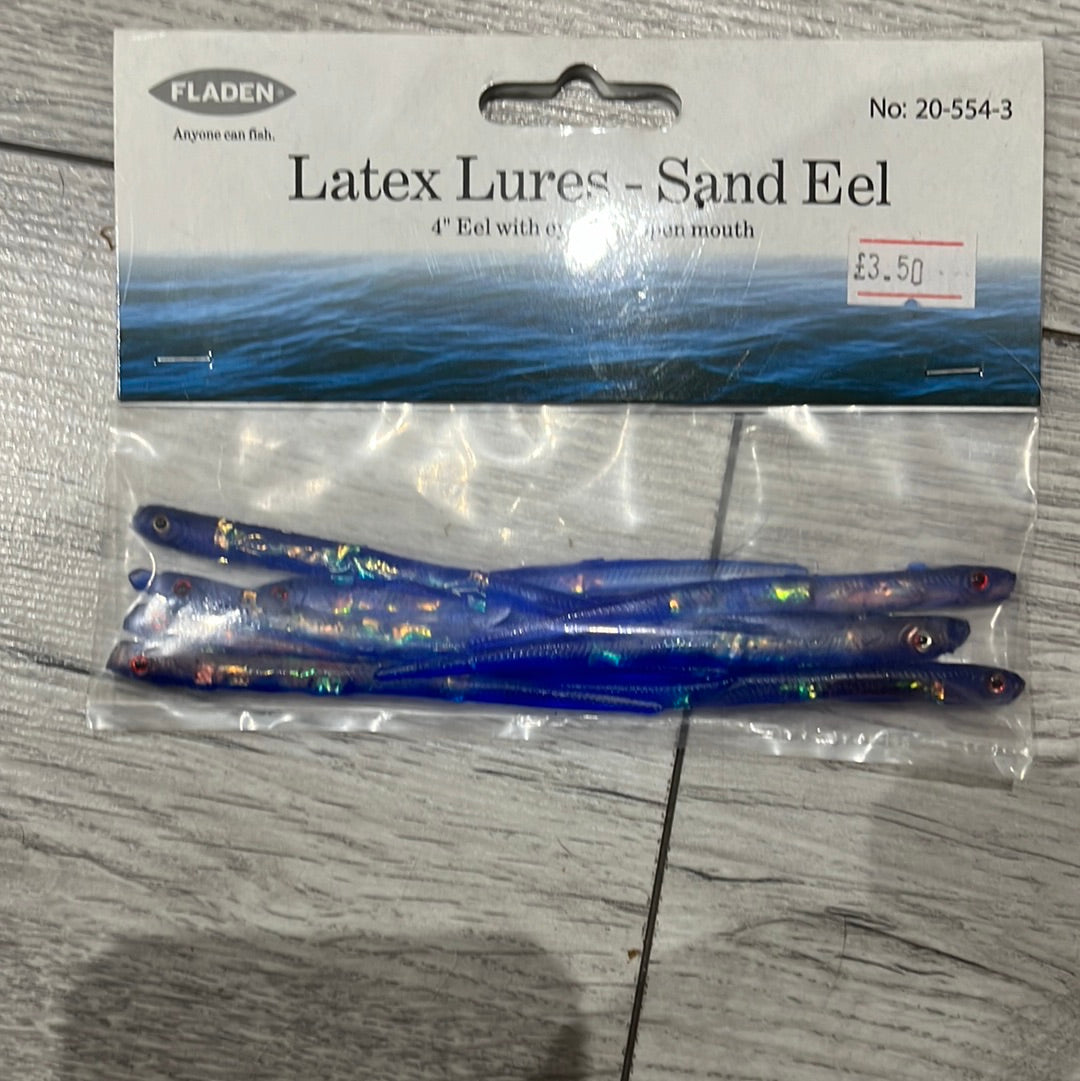 FLADEN
Anyone can fish.
No: 20-554-3
Latex Lures - Sand Eel
4" Eel with mouth
£3.50